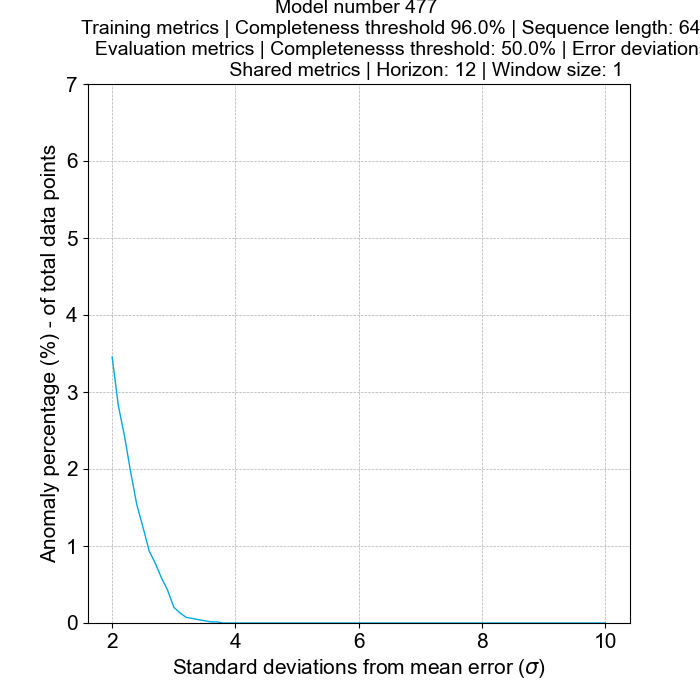 Model number 477
Training metrics | Completeness threshold 96.0% | Sequence length: 64
Evaluation metrics | Completenesss threshold: 50.0% | Error deviation
Shared metrics | Horizon: 12 | Window size: 1
7
6
5
4
3
2
1
0
Anomaly percentage (%) - of total data points
2 4 6 8 10
Standard deviations from mean error (σ)